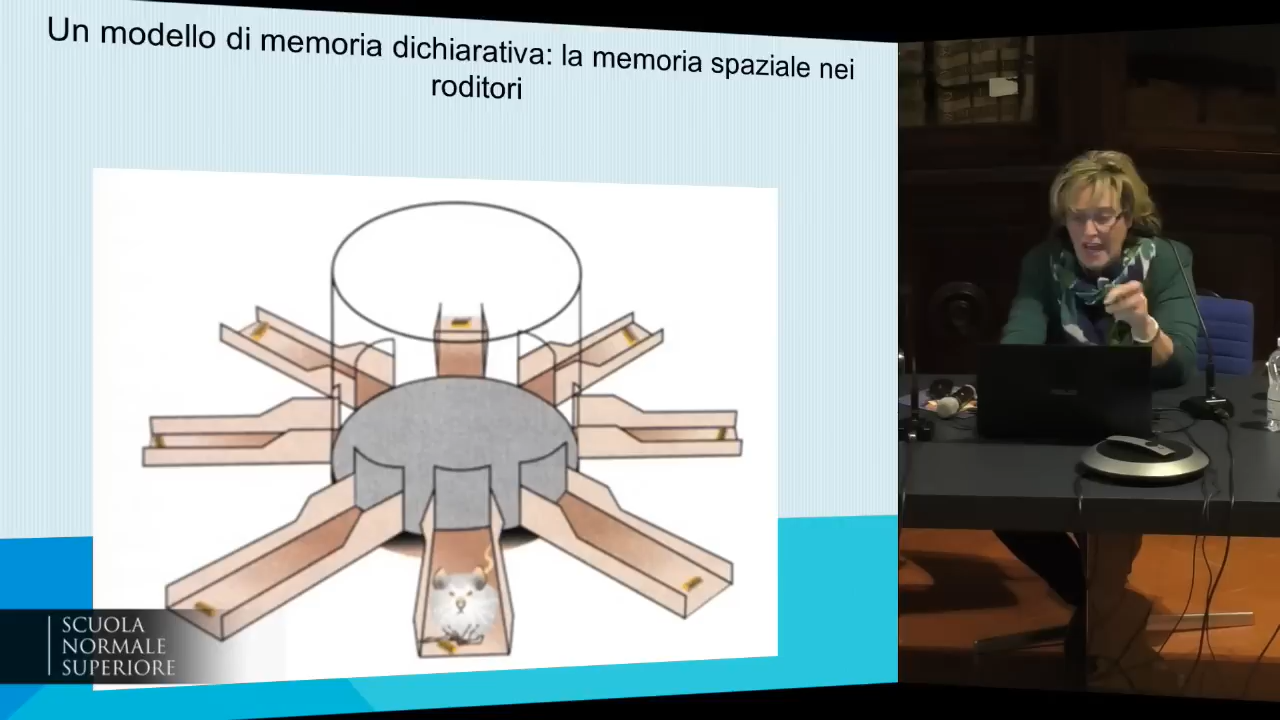 Un modello di memoria dichiarativa: la memoria spaziale nei
roditori
SCUOLA
NORMALE
SUPERIORE